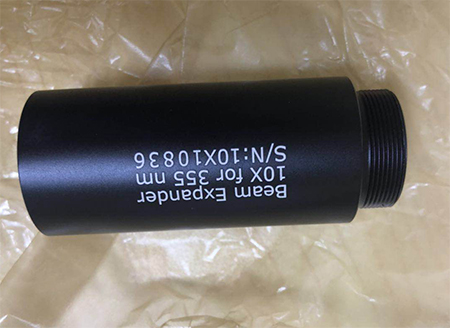 Beam Expander
10X for 355 nm
S/N:10X10836